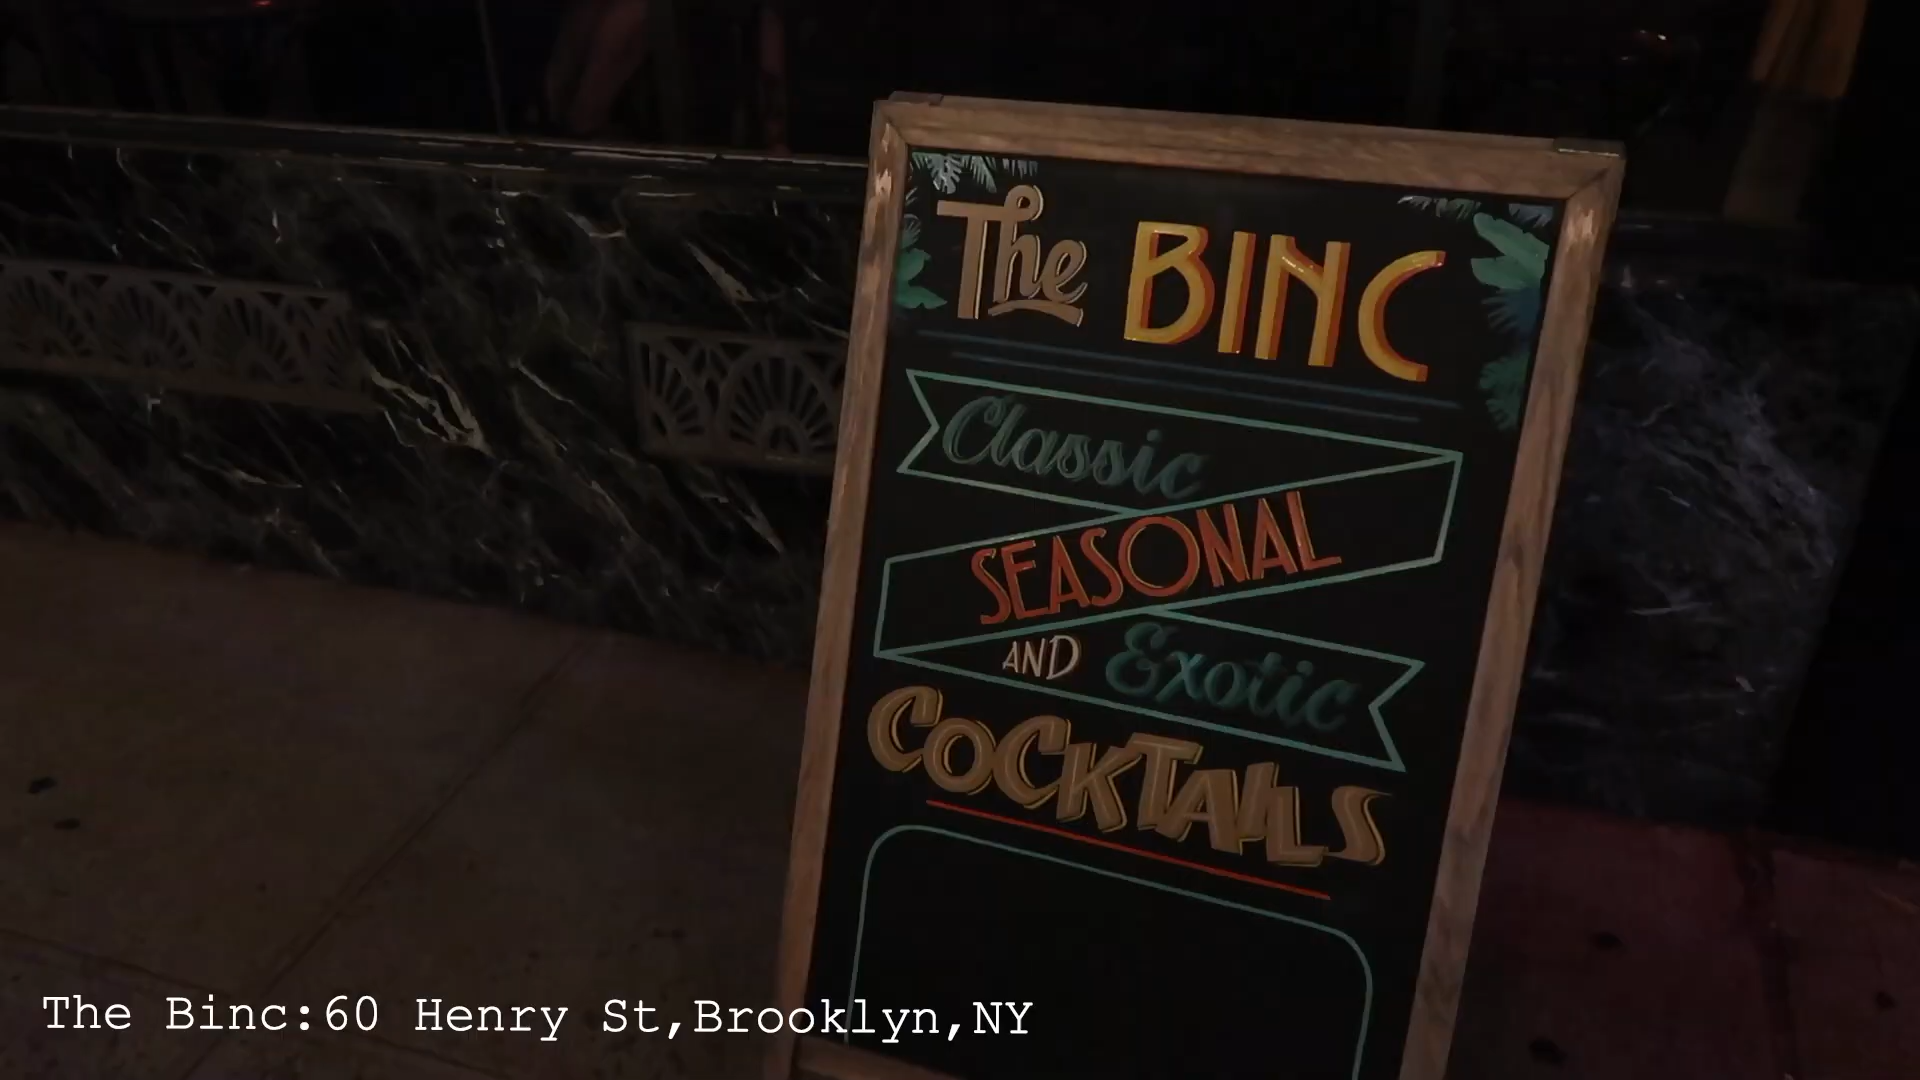 The BINC
Classic
SEASONAL
AND Exotic
COCKTAILS
The Binc:60 Henry St,Brooklyn,NY